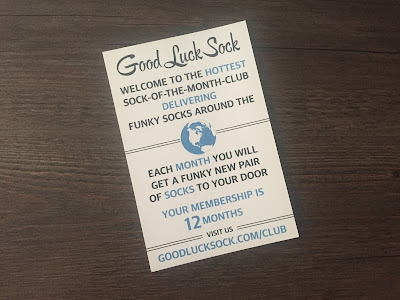 Good Luck Sock
WELCOME TO THE HOTTEST
SOCK-OF-THE-MONTH-CLUB
DELIVERING
FUNKY SOCKS AROUND THE
EACH MONTH YOU WILL
GET A FUNKY NEW PAIR
OF SOCKS TO YOUR DOOR
YOUR MEMBERSHIP IS
12 MONTHS
VISIT US
GOODLUCKSOCK.COM/CLUB